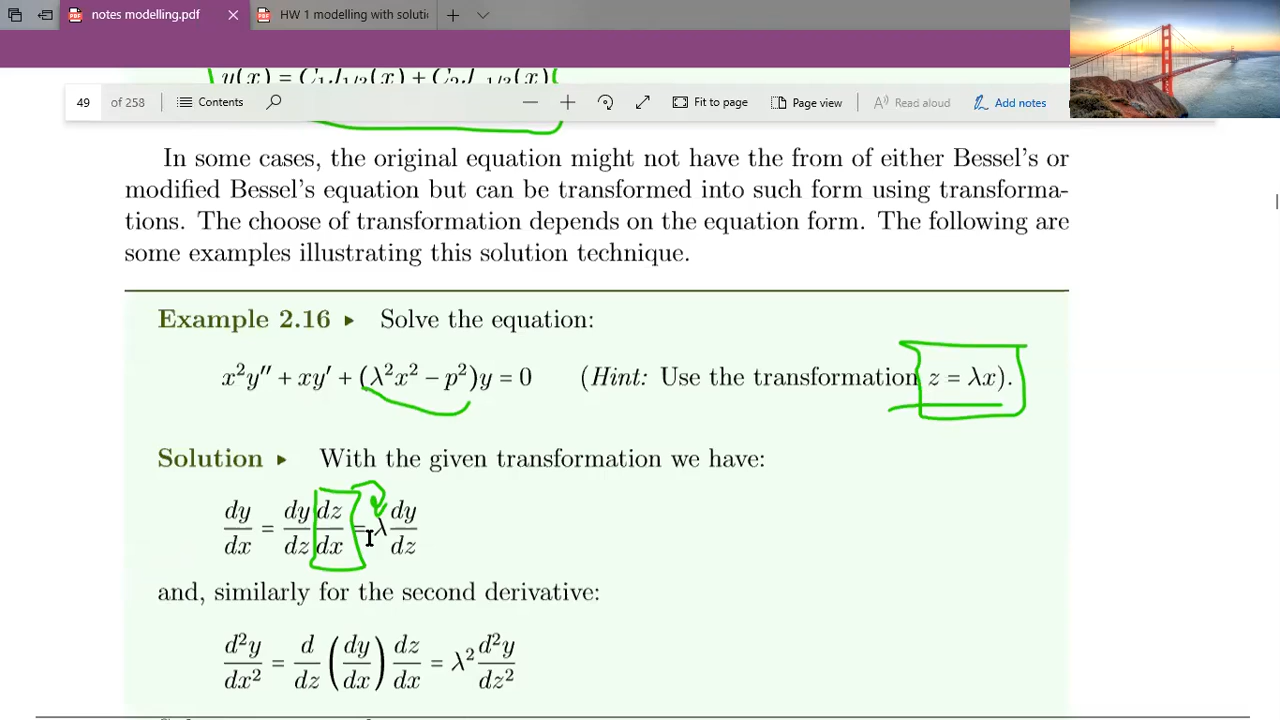 notes modelling.pdf
HW 1 modelling with soluti
y(x) = C₁J₁/₂(x) + C₂J₋₁/₂(x)
49 of 258 Contents Fit to page Page view Read aloud Add notes
In some cases, the original equation might not have the from of either Bessel's or
modified Bessel's equation but can be transformed into such form using transforma-
tions. The choose of transformation depends on the equation form. The following are
some examples illustrating this solution technique.
Example 2.16 ▸ Solve the equation:
x²y″ + xy′ + (λ²x² − p²)y = 0 (Hint: Use the transformation z = λx).
Solution ▸ With the given transformation we have:
dy/dx = dy/dz dz/dx = λ dy/dz
and, similarly for the second derivative:
d²y/dx² = d/dz (dy/dx) dz/dx = λ² d²y/dz²